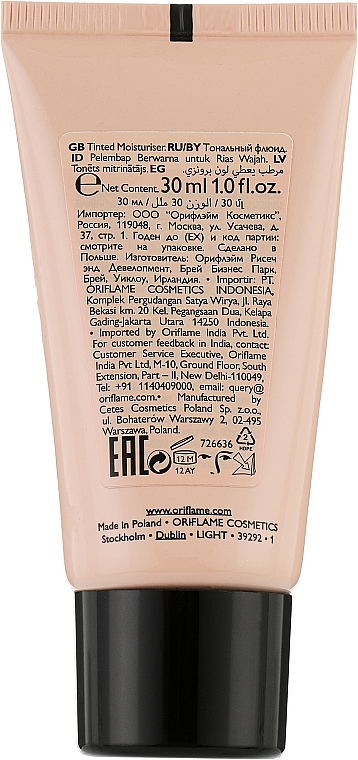 GB Tinted Moisturiser. RU/BY Тональный флюид.
ID Pelembap Berwarna untuk Rias Wajah. LV
Tonēts mitrinātājs. EG مرطب يعطي لون برونزي.
e Net Content. 30 ml 1.0 fl.oz.
30 мл / الوزن 30 ملل / 30 לג
Импортер: ООО "Орифлэйм Косметикс",
Россия, 119048, г. Москва, ул. Усачева, д.
37, стр. 1. Годен до (EX) и код партии:
смотрите на упаковке. Сделано в
Польше. Изготовитель: Орифлэйм Рисеч
энд Девелопмент, Брей Бизнес Парк,
Брей, Уиклоу, Ирландия. • Importir: PT.
ORIFLAME COSMETICS INDONESIA,
Komplek Pergudangan Satya Wirya, Jl. Raya
Bekasi km. 20 Kel. Pegangsaan Dua, Kelapa
Gading-Jakarta Utara 14250 Indonesia.
• Imported by Oriflame India Pvt. Ltd.
For customer feedback in India, contact:
Customer Service Executive, Oriflame
India Pvt Ltd, M-10, Ground Floor, South
Extension, Part – II, New Delhi-110049,
Tel: +91 1140409000, email: query@
oriflame.com.• Manufactured by
Cetes Cosmetics Poland Sp. z.o.o.,
ul. Bohaterów Warszawy 2, 02-495
Warszawa, Poland.
EAC 12 M 12 AY 726636 2 HDPE
www.oriflame.com
Made In Poland • ORIFLAME COSMETICS
Stockholm • Dublin • LIGHT • 39292 • 1